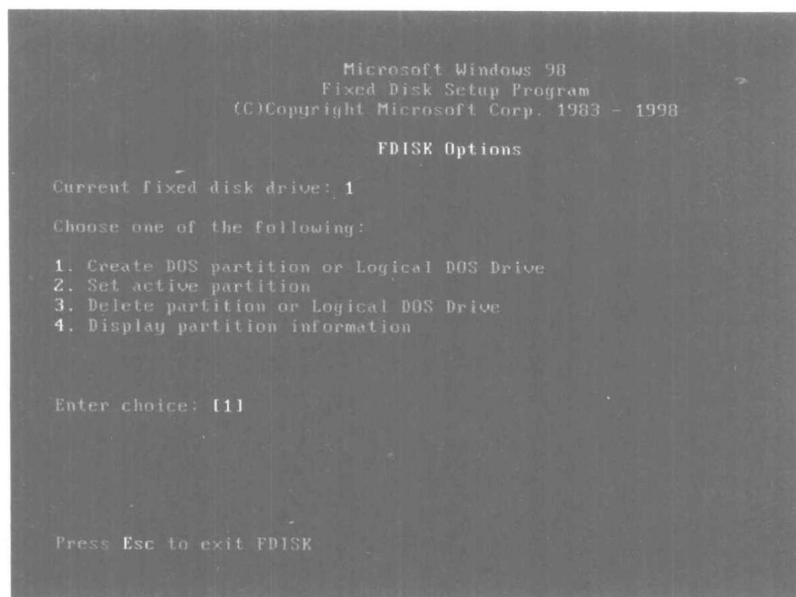 Microsoft Windows 98
Fixed Disk Setup Program
(C)Copyright Microsoft Corp. 1983 - 1998
FDISK Options
Current fixed disk drive: 1
Choose one of the following:
1. Create DOS partition or Logical DOS Drive
2. Set active partition
3. Delete partition or Logical DOS Drive
4. Display partition information
Enter choice: [1]
Press Esc to exit FDISK